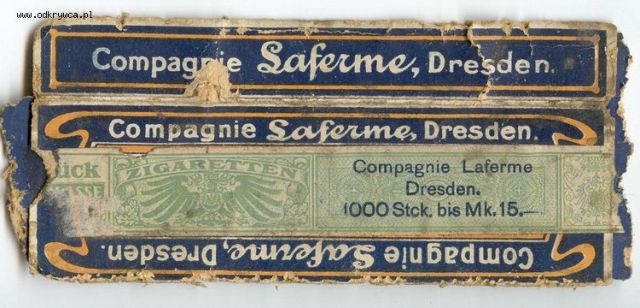 www.odkrywca.pl
Compagnie Laferme, Dresden.
Compagnie Laferme, Dresden.
ück
ZIGARETTEN
Compagnie Laferme
Dresden.
1000 Stck. bis Mk. 15.—
Compagnie Laferme, Dresden.